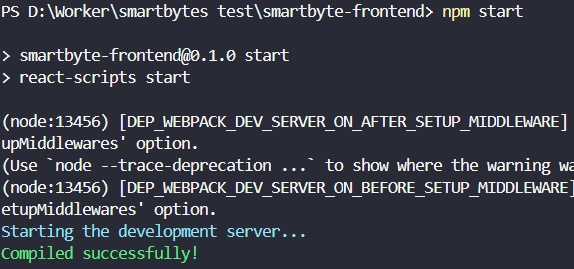 PS D:\Worker\smartbytes test\smartbyte-frontend> npm start
> smartbyte-frontend@0.1.0 start
> react-scripts start
(node:13456) [DEP_WEBPACK_DEV_SERVER_ON_AFTER_SETUP_MIDDLEWARE]
upMiddlewares' option.
(Use `node --trace-deprecation ...` to show where the warning wa
(node:13456) [DEP_WEBPACK_DEV_SERVER_ON_BEFORE_SETUP_MIDDLEWARE]
etupMiddlewares' option.
Starting the development server...
Compiled successfully!